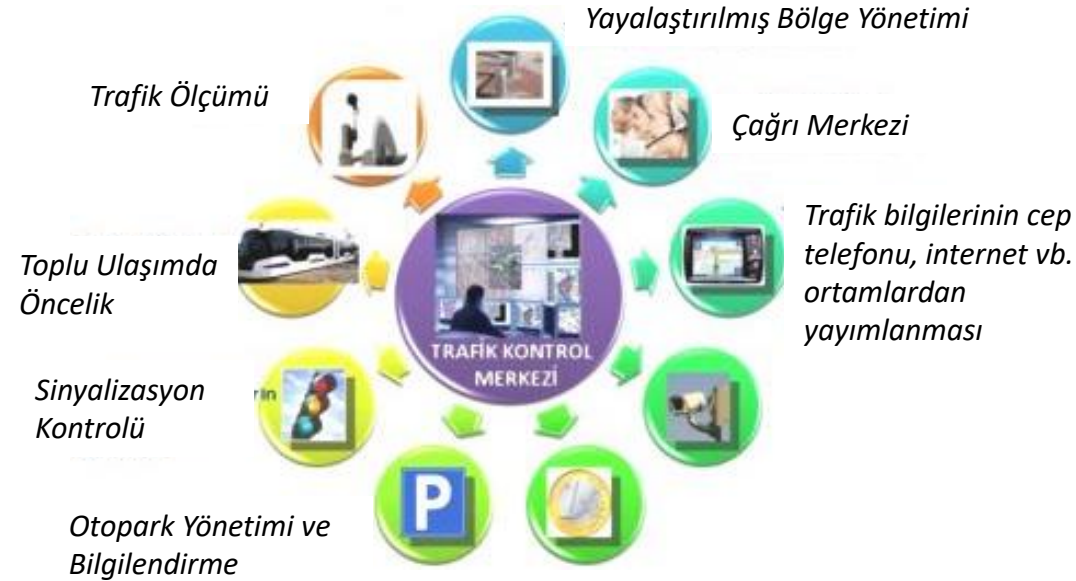 Yayalaştırılmış Bölge Yönetimi
Trafik Ölçümü
Çağrı Merkezi
Trafik bilgilerinin cep
telefonu, internet vb.
ortamlardan
yayımlanması
Toplu Ulaşımda
Öncelik
TRAFİK KONTROL
MERKEZİ
Sinyalizasyon
Kontrolü
rin
P
Otopark Yönetimi ve
Bilgilendirme